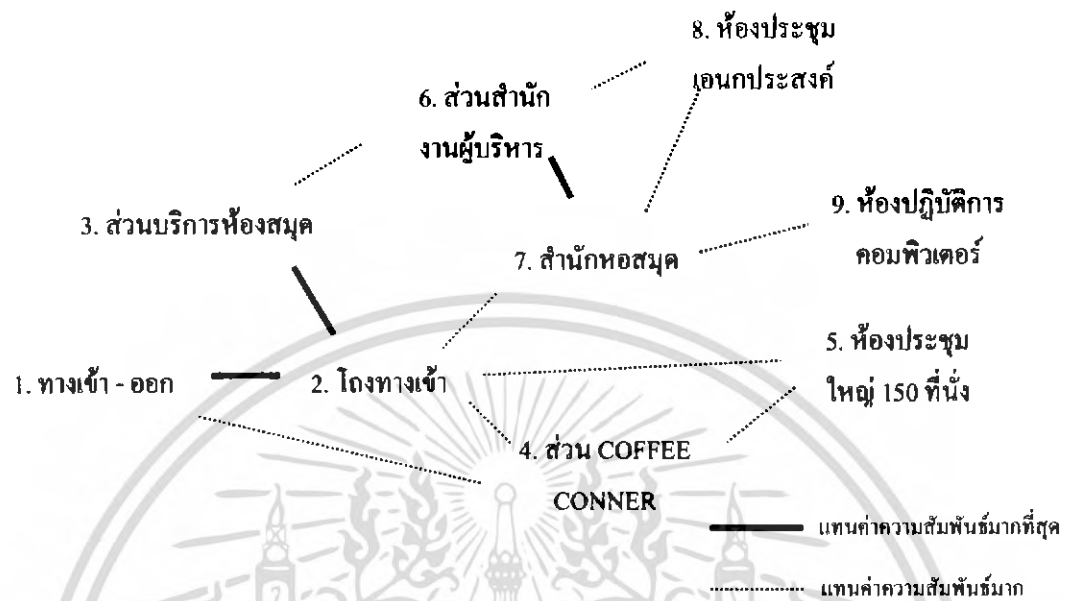 8. ห้องประชุม
เอนกประสงค์
6. ส่วนสำนัก
งานผู้บริหาร
9. ห้องปฏิบัติการ
คอมพิวเตอร์
3. ส่วนบริการห้องสมุด
7. สำนักหอสมุด
5. ห้องประชุม
ใหญ่ 150 ที่นั่ง
1. ทางเข้า - ออก
2. โถงทางเข้า
4. ส่วน COFFEE
CONNER
แทนค่าความสัมพันธ์มากที่สุด
แทนค่าความสัมพันธ์มาก